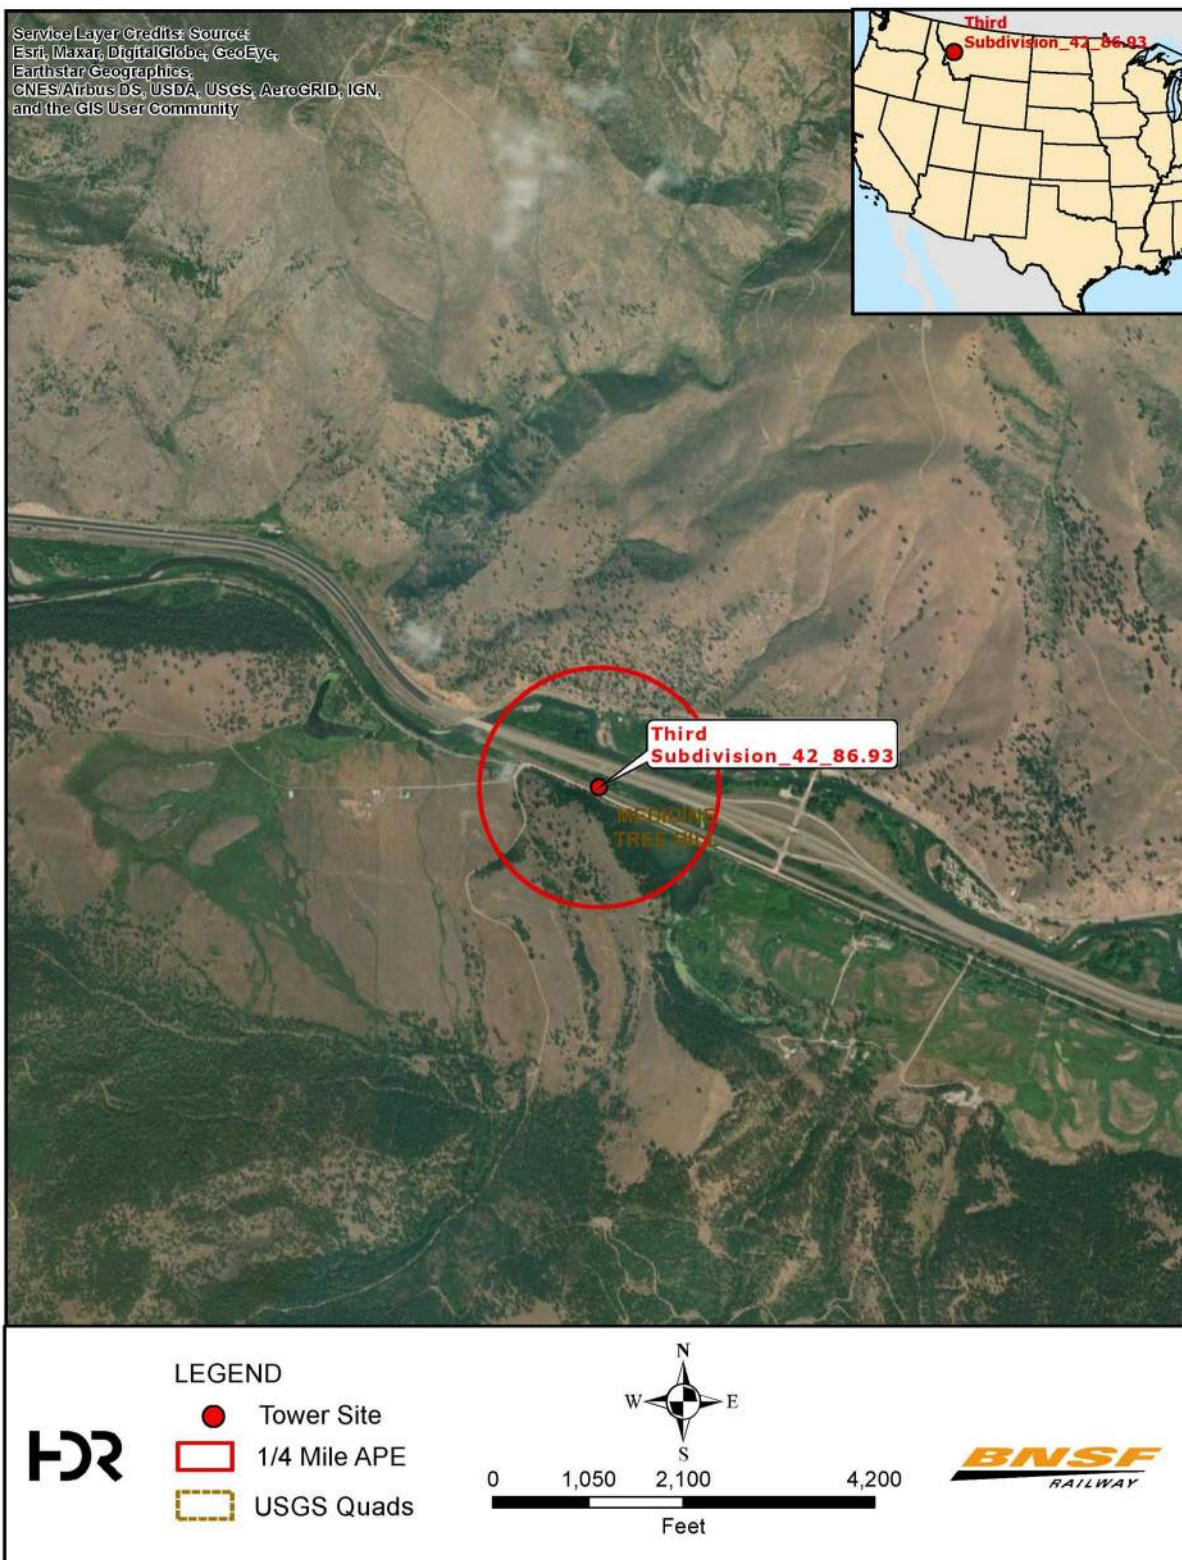 Service Layer Credits: Source:
Esri, Maxar, DigitalGlobe, GeoEye,
Earthstar Geographics,
CNES/Airbus DS, USDA, USGS, AeroGRID, IGN,
and the GIS User Community
Third
Subdivision_42_86.93
Third
Subdivision_42_86.93
MEDICINE
TREE HILL
HDR
LEGEND
Tower Site
1/4 Mile APE
USGS Quads
N
W E
S
0 1,050 2,100 4,200
Feet
BNSF
RAILWAY